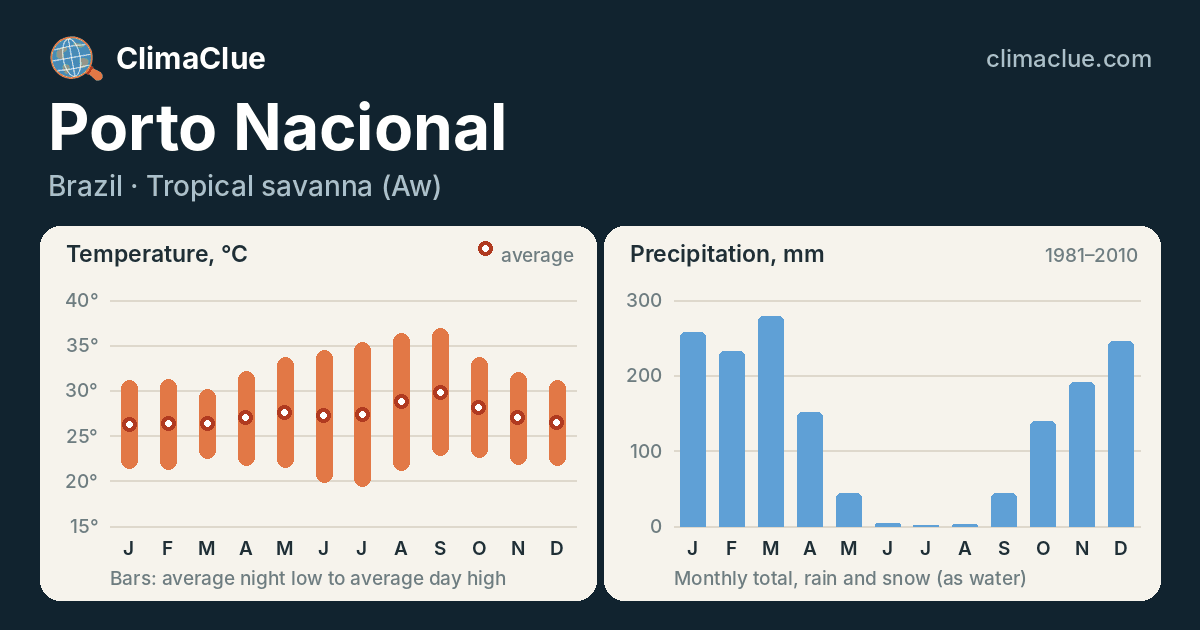 ClimaClue
climaclue.com
Porto Nacional
Brazil · Tropical savanna (Aw)
Temperature, °C
average
40°
35°
30°
25°
20°
15°
J F M A M J J A S O N D
Bars: average night low to average day high
Precipitation, mm
1981–2010
300
200
100
0
J F M A M J J A S O N D
Monthly total, rain and snow (as water)